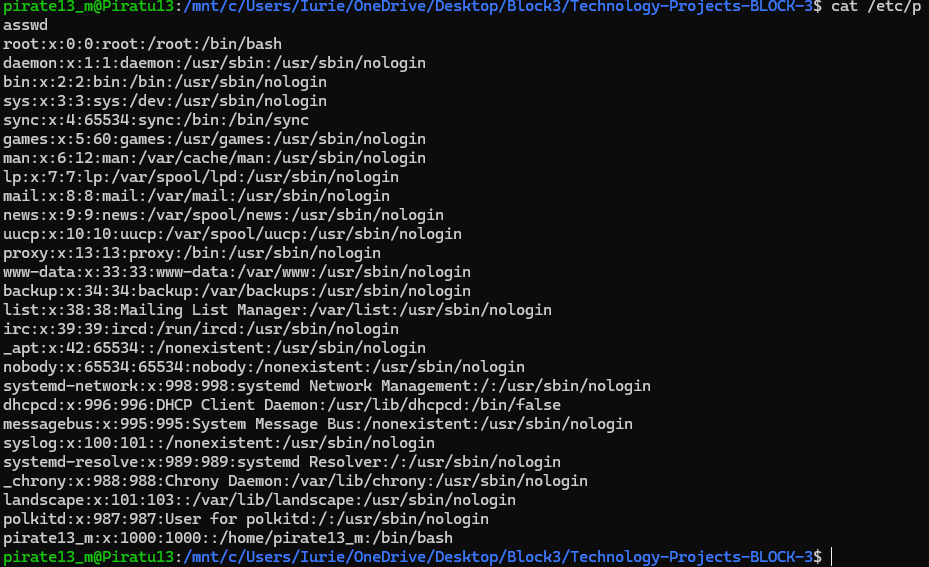 pirate13_m@Piratu13:/mnt/c/Users/Iurie/OneDrive/Desktop/Block3/Technology-Projects-BLOCK-3$ cat /etc/p
asswd
root:x:0:0:root:/root:/bin/bash
daemon:x:1:1:daemon:/usr/sbin:/usr/sbin/nologin
bin:x:2:2:bin:/bin:/usr/sbin/nologin
sys:x:3:3:sys:/dev:/usr/sbin/nologin
sync:x:4:65534:sync:/bin:/bin/sync
games:x:5:60:games:/usr/games:/usr/sbin/nologin
man:x:6:12:man:/var/cache/man:/usr/sbin/nologin
lp:x:7:7:lp:/var/spool/lpd:/usr/sbin/nologin
mail:x:8:8:mail:/var/mail:/usr/sbin/nologin
news:x:9:9:news:/var/spool/news:/usr/sbin/nologin
uucp:x:10:10:uucp:/var/spool/uucp:/usr/sbin/nologin
proxy:x:13:13:proxy:/bin:/usr/sbin/nologin
www-data:x:33:33:www-data:/var/www:/usr/sbin/nologin
backup:x:34:34:backup:/var/backups:/usr/sbin/nologin
list:x:38:38:Mailing List Manager:/var/list:/usr/sbin/nologin
irc:x:39:39:ircd:/run/ircd:/usr/sbin/nologin
_apt:x:42:65534::/nonexistent:/usr/sbin/nologin
nobody:x:65534:65534:nobody:/nonexistent:/usr/sbin/nologin
systemd-network:x:998:998:systemd Network Management:/:/usr/sbin/nologin
dhcpcd:x:996:996:DHCP Client Daemon:/usr/lib/dhcpcd:/bin/false
messagebus:x:995:995:System Message Bus:/nonexistent:/usr/sbin/nologin
syslog:x:100:101::/nonexistent:/usr/sbin/nologin
systemd-resolve:x:989:989:systemd Resolver:/:/usr/sbin/nologin
_chrony:x:988:988:Chrony Daemon:/var/lib/chrony:/usr/sbin/nologin
landscape:x:101:103::/var/lib/landscape:/usr/sbin/nologin
polkitd:x:987:987:User for polkitd:/:/usr/sbin/nologin
pirate13_m:x:1000:1000::/home/pirate13_m:/bin/bash
pirate13_m@Piratu13:/mnt/c/Users/Iurie/OneDrive/Desktop/Block3/Technology-Projects-BLOCK-3$